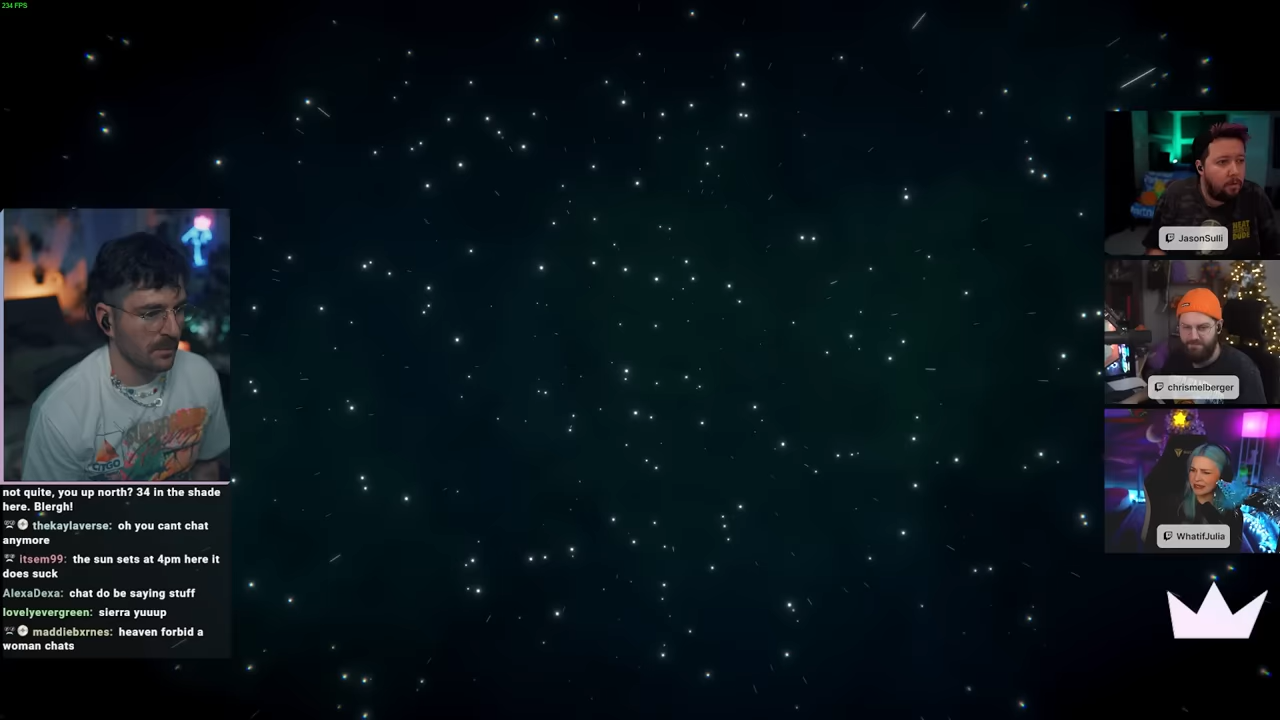 234 FPS
JasonSulli
chrismelberger
WhatifJulia
CITGO
not quite, you up north? 34 in the shade
here. Blergh!
thekaylaverse: oh you cant chat
anymore
itsem99: the sun sets at 4pm here it
does suck
AlexaDexa: chat do be saying stuff
lovelyevergreen: sierra yuuup
maddiebxrnes: heaven forbid a
woman chats